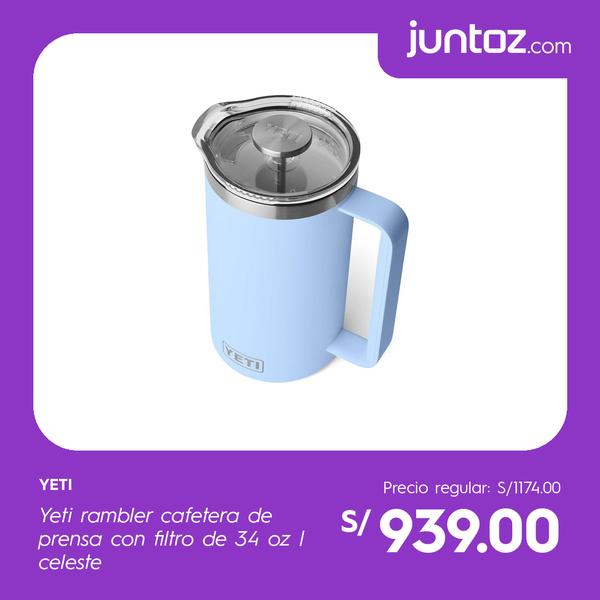 juntoz.com
YETI
YETI
YETI
Precio regular: S/1174.00
Yeti rambler cafetera de
prensa con filtro de 34 oz |
celeste
S/ 939.00